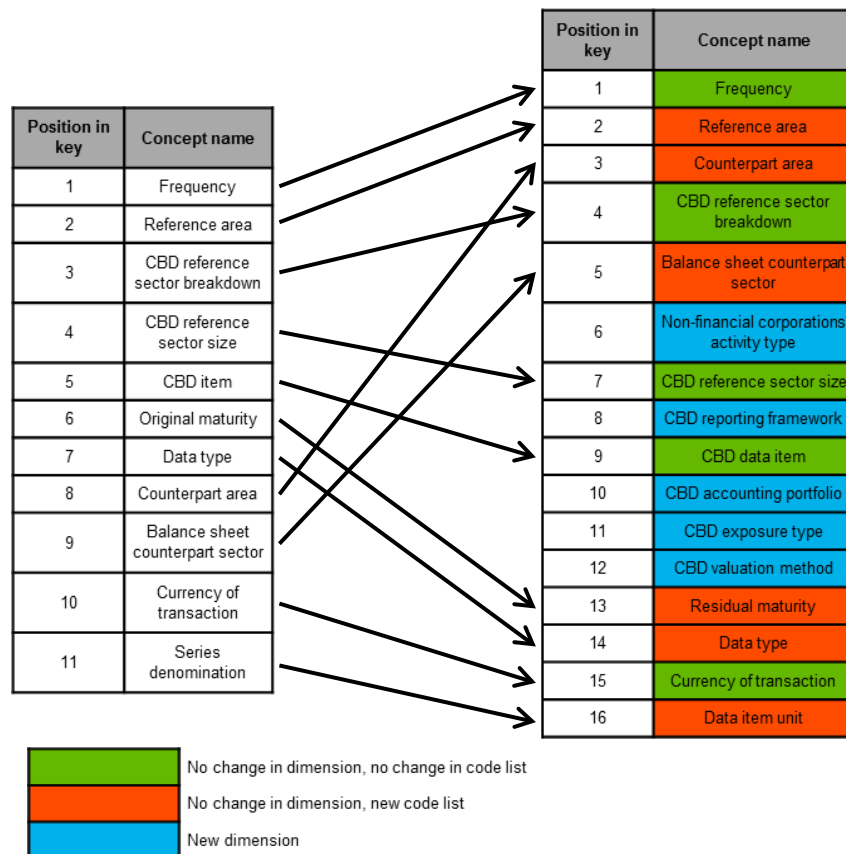 Position in
key
Concept name
1
Frequency
2
Reference area
3
CBD reference
sector breakdown
4
CBD reference
sector size
5
CBD item
6
Original maturity
7
Data type
8
Counterpart area
9
Balance sheet
counterpart sector
10
Currency of
transaction
11
Series
denomination
Position in
key
Concept name
1
Frequency
2
Reference area
3
Counterpart area
4
CBD reference sector
breakdown
5
Balance sheet counterpart
sector
6
Non-financial corporations
activity type
7
CBD reference sector size
8
CBD reporting framework
9
CBD data item
10
CBD accounting portfolio
11
CBD exposure type
12
CBD valuation method
13
Residual maturity
14
Data type
15
Currency of transaction
16
Data item unit
No change in dimension, no change in code list
No change in dimension, new code list
New dimension